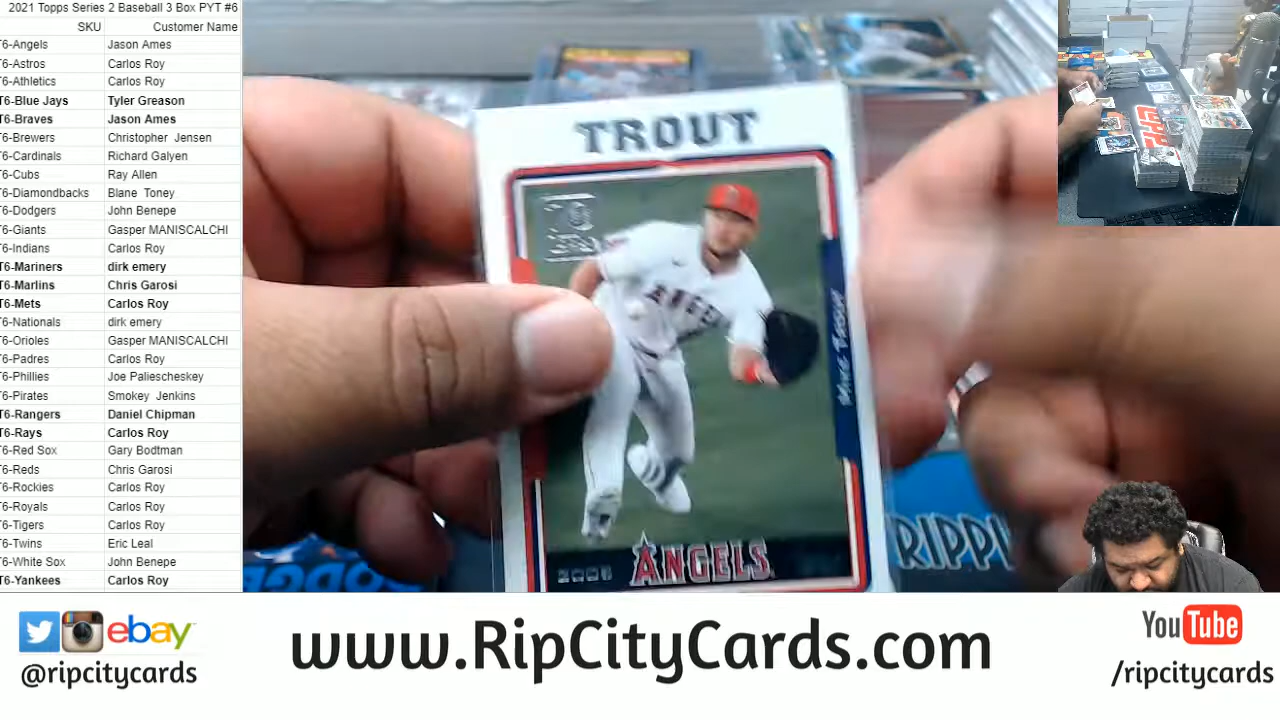 2021 Topps Series 2 Baseball 3 Box PYT #6
SKU Customer Name
T6-Angels Jason Ames
T6-Astros Carlos Roy
T6-Athletics Carlos Roy
T6-Blue Jays Tyler Greason
T6-Braves Jason Ames
T6-Brewers Christopher Jensen
T6-Cardinals Richard Galyen
T6-Cubs Ray Allen
T6-Diamondbacks Blane Toney
T6-Dodgers John Benepe
T6-Giants Gasper MANISCALCHI
T6-Indians Carlos Roy
T6-Mariners dirk emery
T6-Marlins Chris Garosi
T6-Mets Carlos Roy
T6-Nationals dirk emery
T6-Orioles Gasper MANISCALCHI
T6-Padres Carlos Roy
T6-Phillies Joe Paliescheskey
T6-Pirates Smokey Jenkins
T6-Rangers Daniel Chipman
T6-Rays Carlos Roy
T6-Red Sox Gary Bodtman
T6-Reds Chris Garosi
T6-Rockies Carlos Roy
T6-Royals Carlos Roy
T6-Tigers Carlos Roy
T6-Twins Eric Leal
T6-White Sox John Benepe
T6-Yankees Carlos Roy
TROUT
ANGELS
MIKE TROUT
ANGELS
RIPPI
DODGE
www.RipCityCards.com
ebay
@ripcitycards
YouTube
/ripcitycards